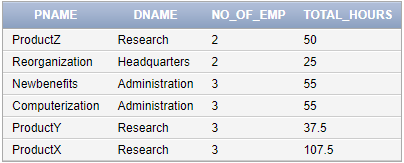 PNAME DNAME NO_OF_EMP TOTAL_HOURS
ProductZ Research 2 50
Reorganization Headquarters 2 25
Newbenefits Administration 3 55
Computerization Administration 3 55
ProductY Research 3 37.5
ProductX Research 3 107.5